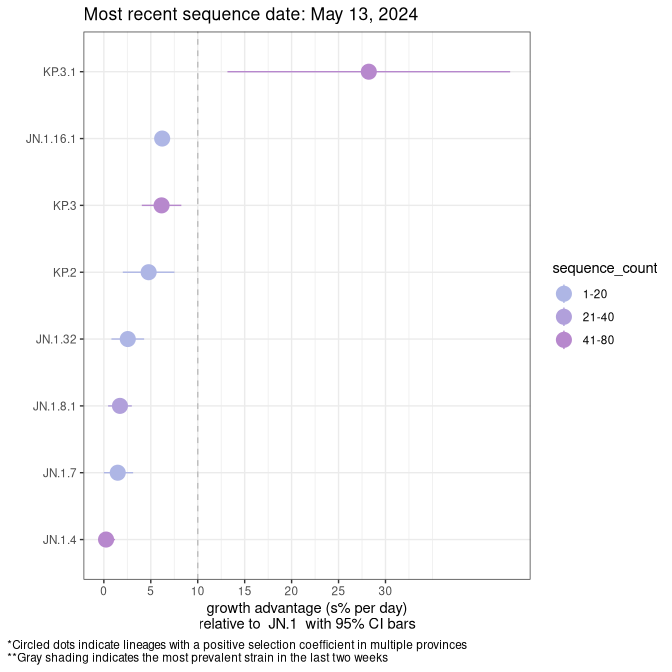 Most recent sequence date: May 13, 2024
KP.3.1
JN.1.16.1
KP.3
KP.2
JN.1.32
JN.1.8.1
JN.1.7
JN.1.4
0 5 10 15 20 25 30
growth advantage (s% per day)
relative to JN.1 with 95% CI bars
sequence_count
1-20
21-40
41-80
*Circled dots indicate lineages with a positive selection coefficient in multiple provinces
**Gray shading indicates the most prevalent strain in the last two weeks